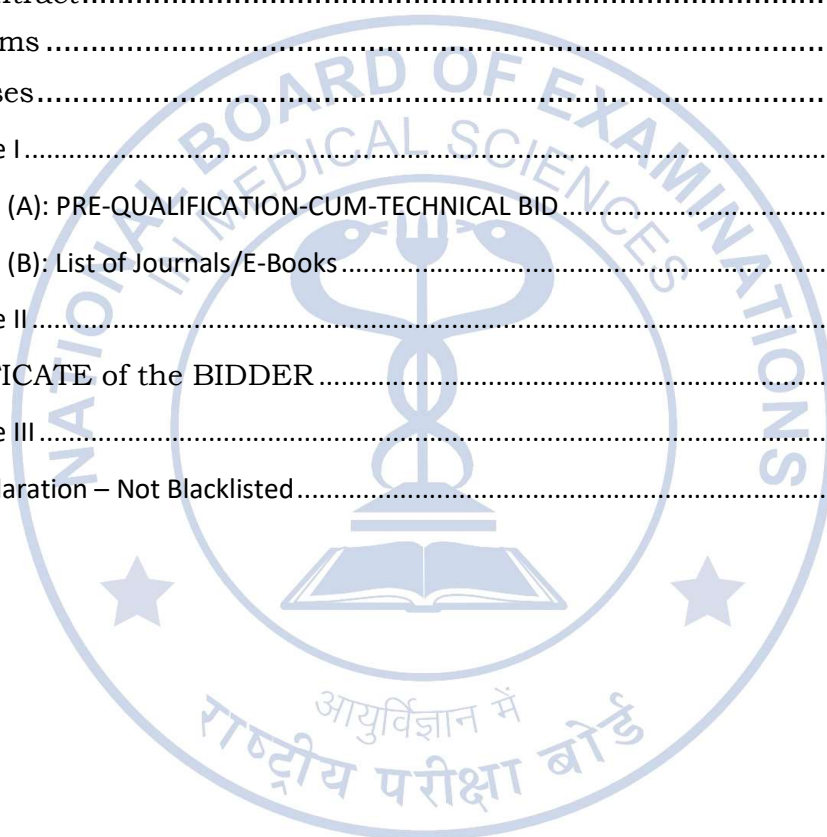 ntract
ms
ses
e I
(A): PRE-QUALIFICATION-CUM-TECHNICAL BID
(B): List of Journals/E-Books
e II
ICATE of the BIDDER
e III
laration – Not Blacklisted
NATIONAL BOARD OF EXAMINATIONS
IN MEDICAL SCIENCES
आयुर्विज्ञान में
राष्ट्रीय परीक्षा बोर्ड